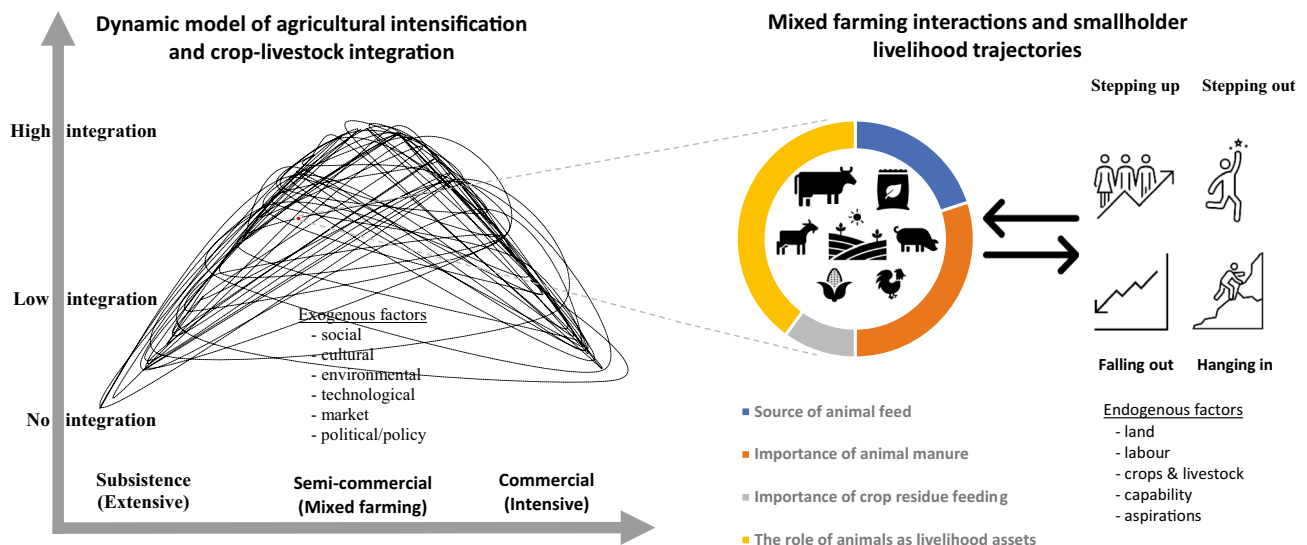 Dynamic model of agricultural intensification
and crop-livestock integration
High integration
Low integration
No integration
Exogenous factors
- social
- cultural
- environmental
- technological
- market
- political/policy
Subsistence
(Extensive)
Semi-commercial
(Mixed farming)
Commercial
(Intensive)
Mixed farming interactions and smallholder
livelihood trajectories
Stepping up
Stepping out
Falling out
Hanging in
Source of animal feed
Importance of animal manure
Importance of crop residue feeding
The role of animals as livelihood assets
Endogenous factors
- land
- labour
- crops & livestock
- capability
- aspirations